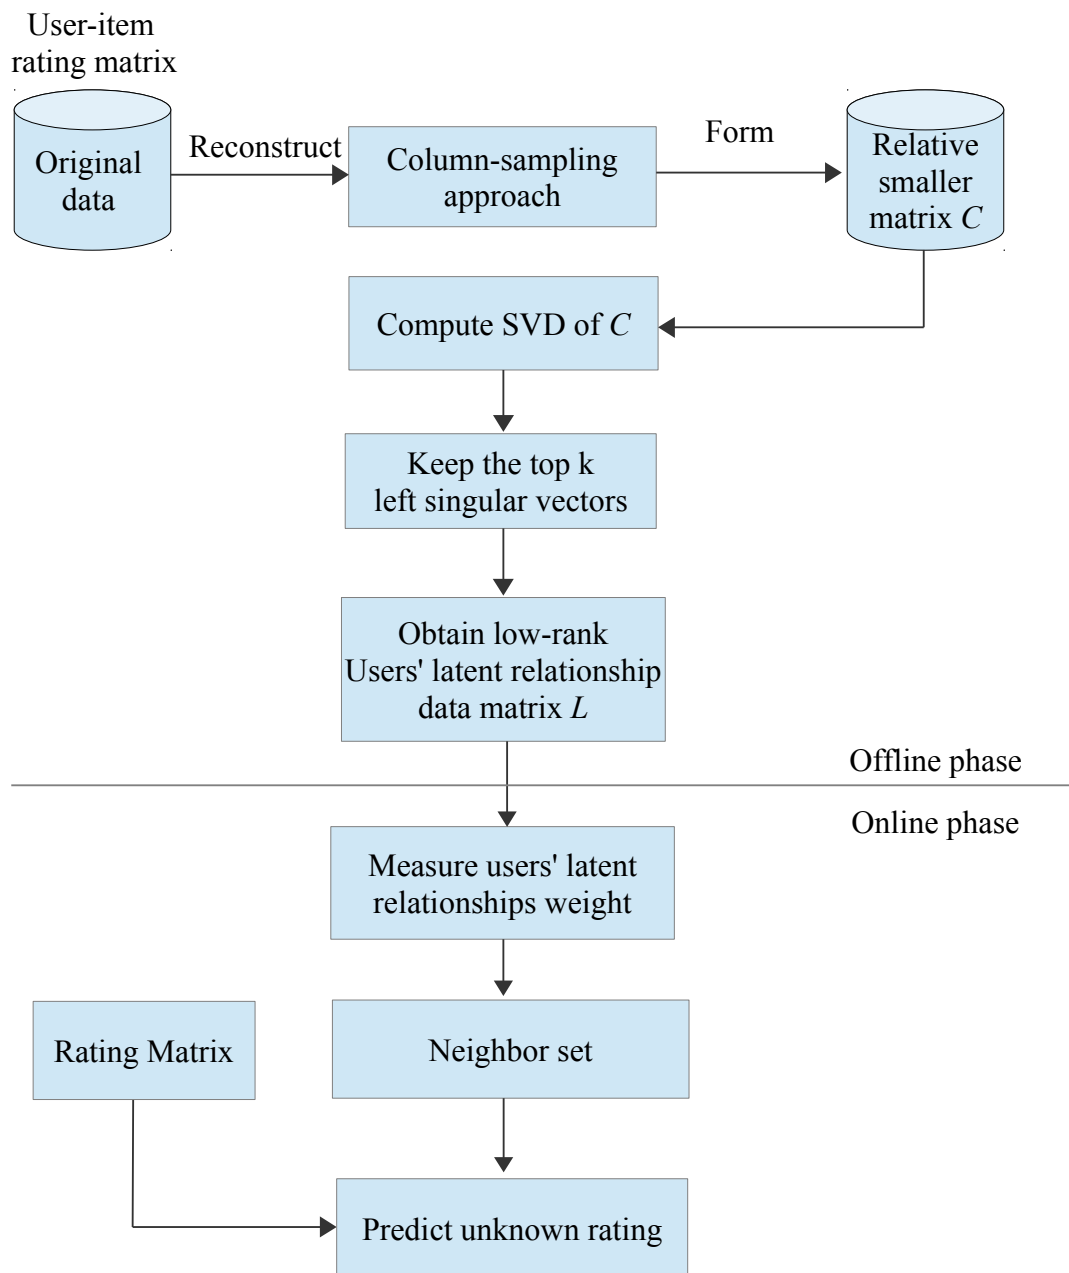 User-item
rating matrix
Original
data
Reconstruct
Column-sampling
approach
Form
Relative
smaller
matrix C
Compute SVD of C
Keep the top k
left singular vectors
Obtain low-rank
Users' latent relationship
data matrix L
Offline phase
Online phase
Measure users' latent
relationships weight
Rating Matrix
Neighbor set
Predict unknown rating